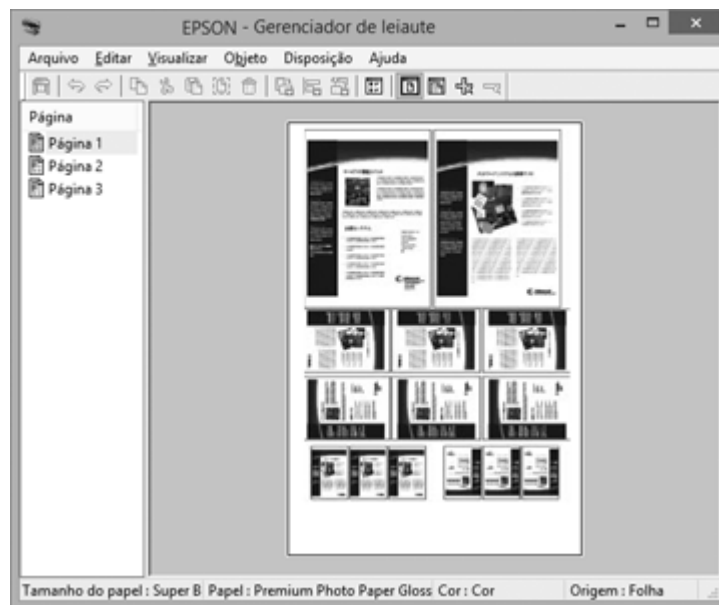 EPSON - Gerenciador de leiaute
Arquivo Editar Visualizar Objeto Disposição Ajuda
Página
Página 1
Página 2
Página 3
Tamanho do papel : Super B Papel : Premium Photo Paper Gloss Cor : Cor Origem : Folha